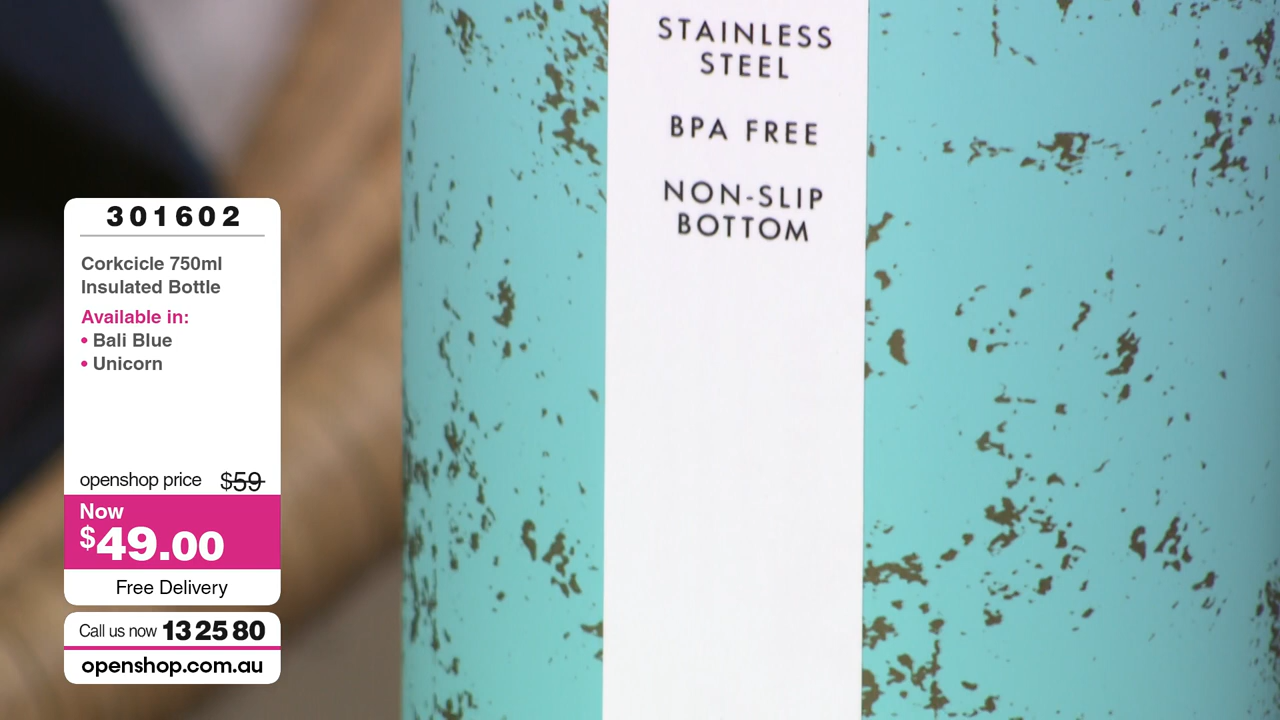 STAINLESS
STEEL
BPA FREE
NON-SLIP
BOTTOM
301602
Corkcicle 750ml
Insulated Bottle
Available in:
• Bali Blue
• Unicorn
openshop price $59
Now
$49.00
Free Delivery
Call us now 13 25 80
openshop.com.au